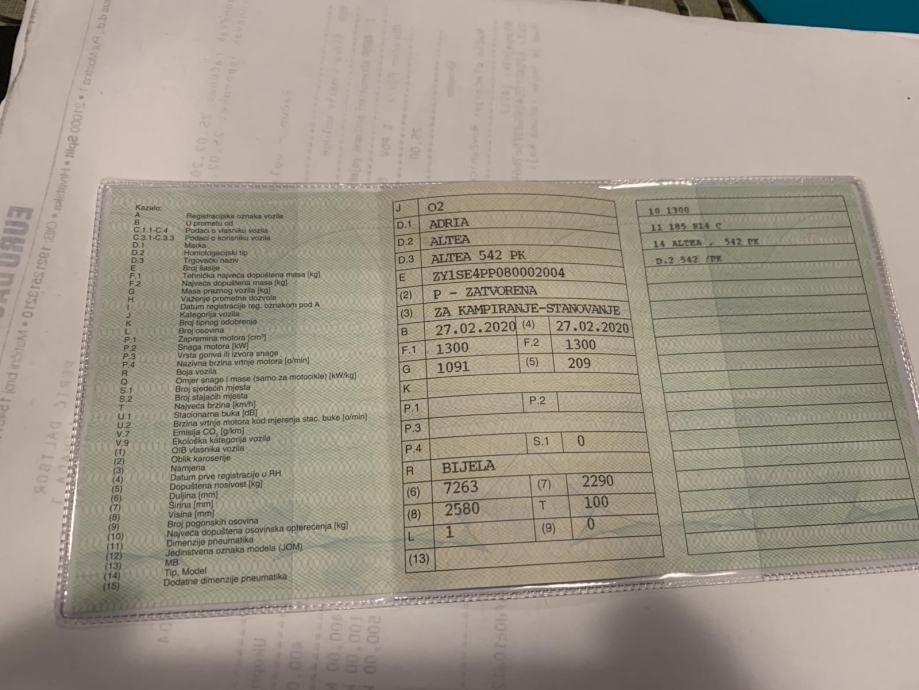 Kazalo:
A Registracijska oznaka vozila
B U prometu od
C.1.1-C.4 Podaci o vlasniku vozila
C.3.1-C.3.3 Podaci o korisniku vozila
D.1 Marka
D.2 Homologacijski tip
D.3 Trgovački naziv
E Broj šasije
F.1 Tehnička najveća dopuštena masa [kg]
F.2 Najveća dopuštena masa [kg]
G Masa praznog vozila [kg]
H Važenje prometne dozvole
I Datum registracije reg. oznakom pod A
J Kategorija vozila
K Broj tipnog odobrenja
L Broj osovina
P.1 Zapremina motora [cm³]
P.2 Snaga motora [kW]
P.3 Vrsta goriva ili izvora snage
P.4 Nazivna brzina vrtnje motora [o/min]
R Boja vozila
Q Omjer snage i mase (samo za motocikle) [kW/kg]
S.1 Broj sjedećih mjesta
S.2 Broj stajaćih mjesta
T Najveća brzina [km/h]
U.1 Stacionarna buka [dB]
U.2 Brzina vrtnje motora kod mjerenja stac. buke [o/min]
V.7 Emisija CO₂ [g/km]
V.9 Ekološka kategorija vozila
(1) OIB vlasnika vozila
(2) Oblik karoserije
(3) Namjena
(4) Datum prve registracije u RH
(5) Dopuštena nosivost [kg]
(6) Duljina [mm]
(7) Širina [mm]
(8) Visina [mm]
(9) Broj pogonskih osovina
(10) Najveća dopuštena osovinska opterećenja [kg]
(11) Dimenzije pneumatika
(12) Jedinstvena oznaka modela (JOM)
(13) MB
(14) Tip, Model
(15) Dodatne dimenzije pneumatika
J O2
D.1 ADRIA
D.2 ALTEA
D.3 ALTEA 542 PK
E ZY1SE4PP080002004
(2) P - ZATVORENA
(3) ZA KAMPIRANJE-STANOVANJE
B 27.02.2020 (4) 27.02.2020
F.1 1300 F.2 1300
G 1091 (5) 209
K
P.1 P.2
P.3
P.4 S.1 0
R BIJELA
(6) 7263 (7) 2290
(8) 2580 T 100
L 1 (9) 0
(13)
10 1300
11 185 R14 C
14 ALTEA , 542 PK
D.2 542 /PK